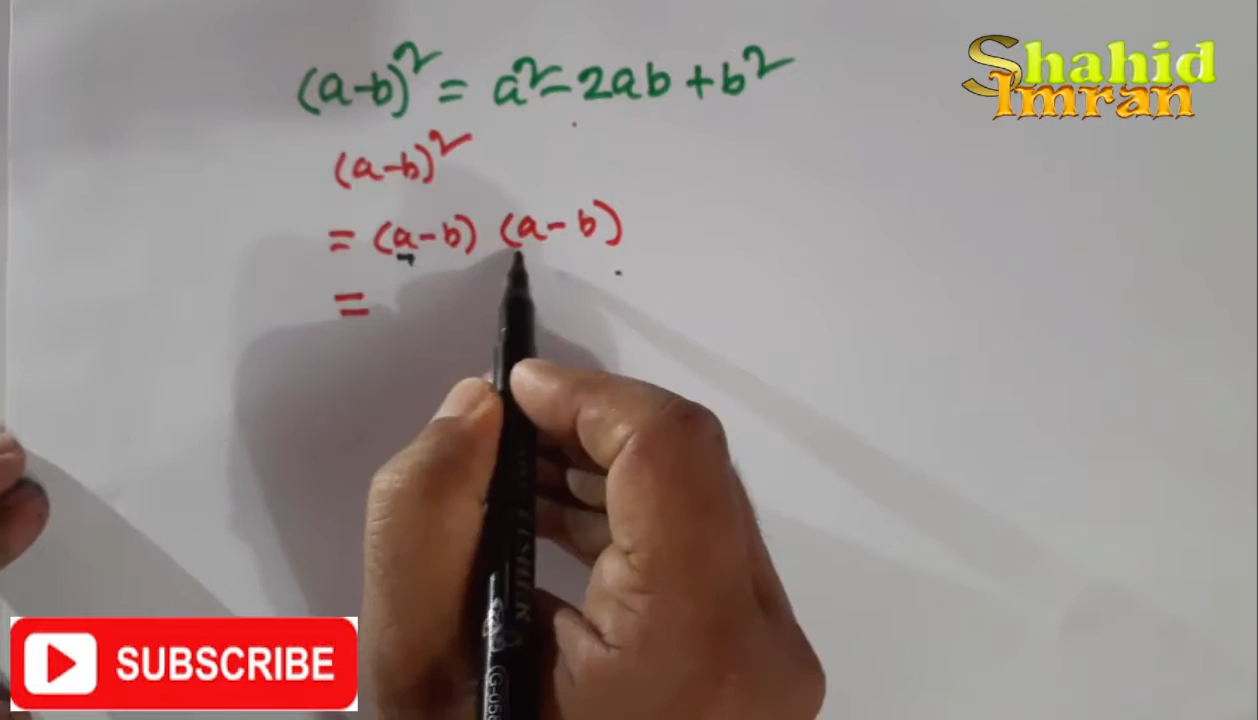 (a-b)² = a² - 2ab + b²
(a-b)²
= (a-b) (a-b)
=
Shahid
Imran
SUBSCRIBE